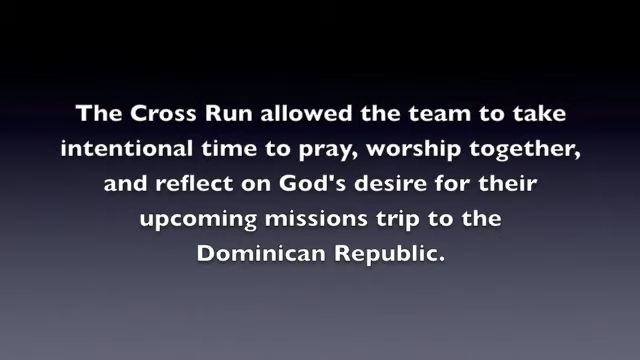 The Cross Run allowed the team to take
intentional time to pray, worship together,
and reflect on God's desire for their
upcoming missions trip to the
Dominican Republic.